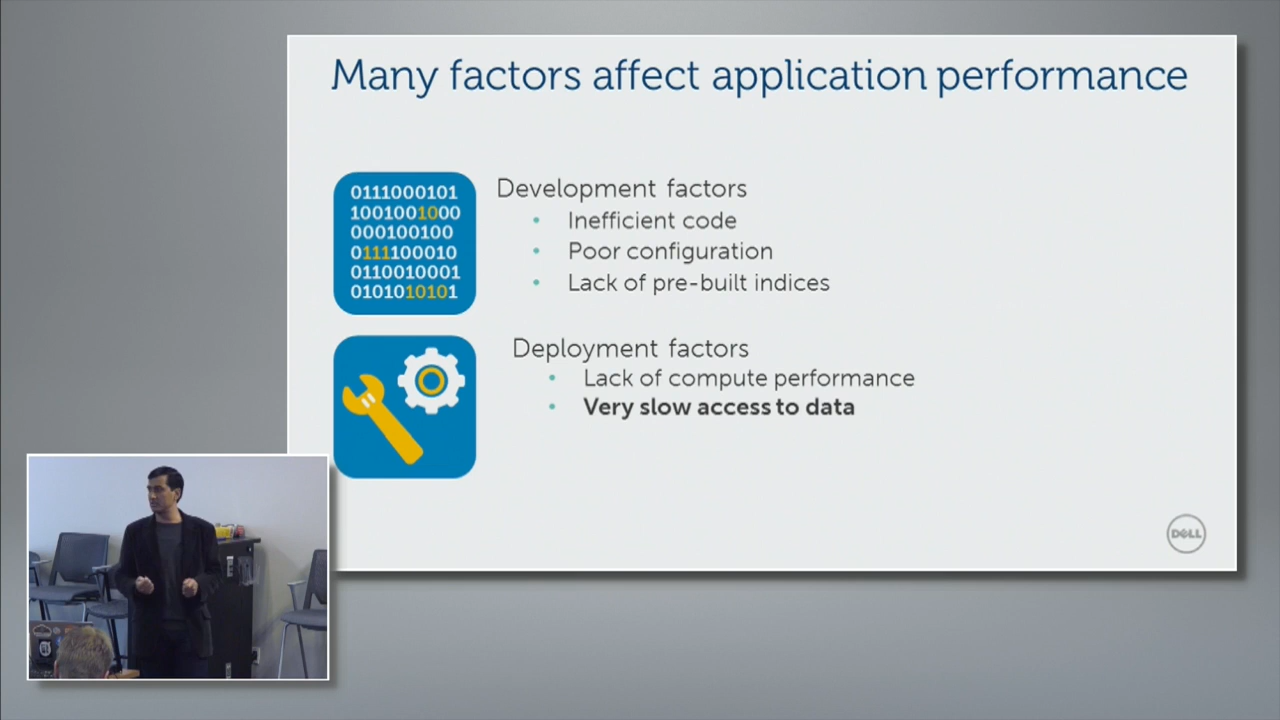 Many factors affect application performance
0111000101
1001001000
000100100
0111100010
0110010001
0101010101
Development factors
• Inefficient code
• Poor configuration
• Lack of pre-built indices
Deployment factors
• Lack of compute performance
• Very slow access to data
DELL